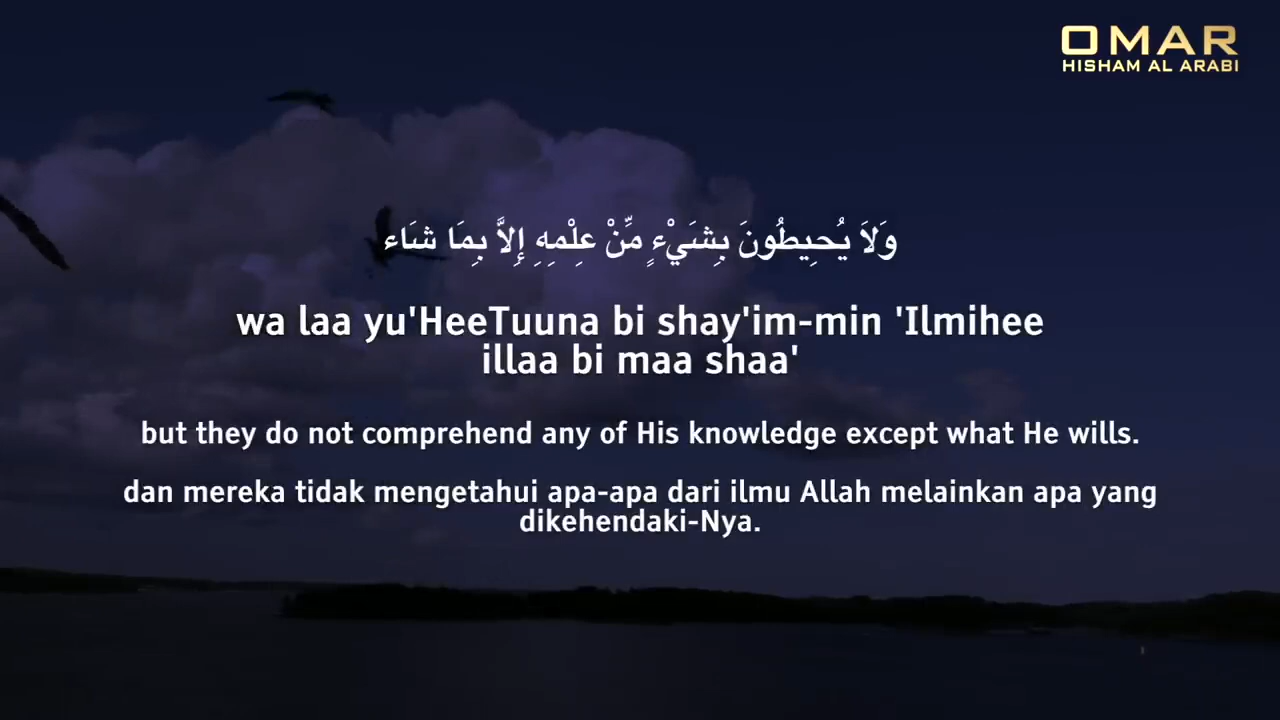 OMAR
HISHAM AL ARABI
وَلَا يُحِيطُونَ بِشَيْءٍ مِّنْ عِلْمِهِ إِلاَّ بِمَا شَاء
wa laa yu'HeeTuuna bi shay'im-min 'Ilmihee
illaa bi maa shaa'
but they do not comprehend any of His knowledge except what He wills.
dan mereka tidak mengetahui apa-apa dari ilmu Allah melainkan apa yang
dikehendaki-Nya.